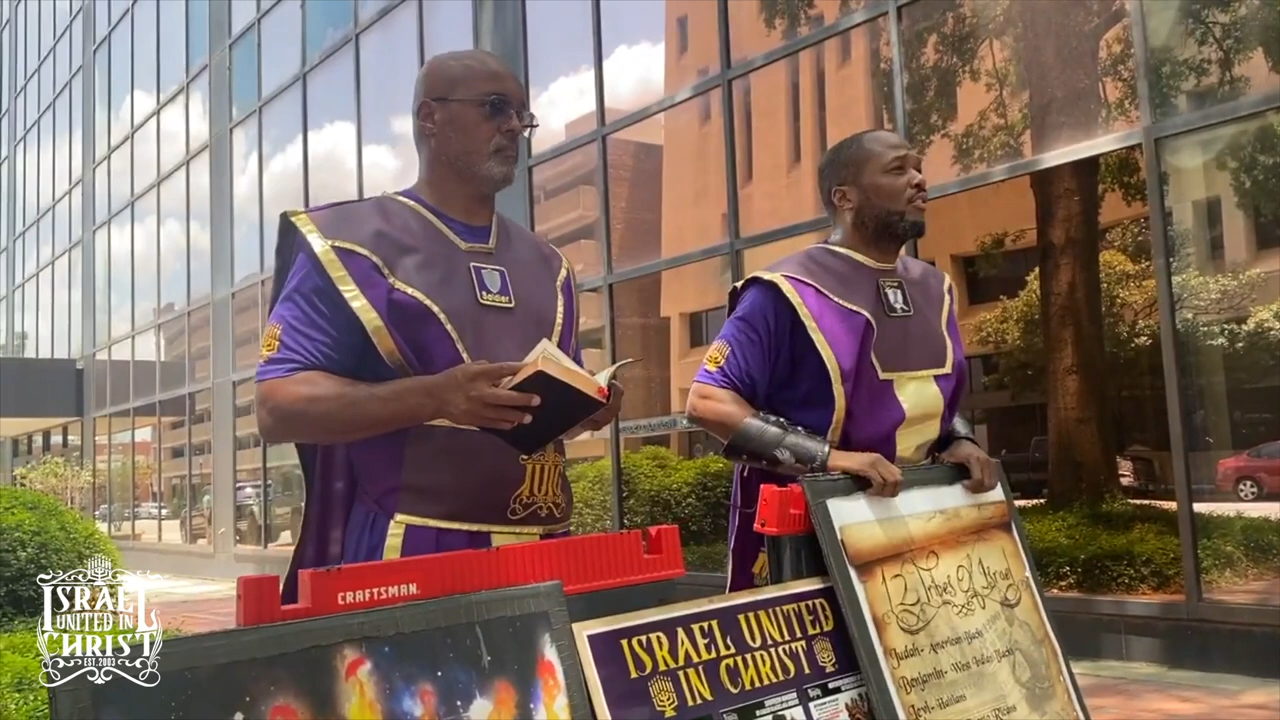 Soldier
IUIC
CRAFTSMAN
ISRAEL UNITED
IN CHRIST
12 Tribes Of Israel
Judah- American Blacks
Benjamin- West Indian Blacks
Levi- Haitians
ISRAEL
UNITED IN
CHRIST
EST. 2003